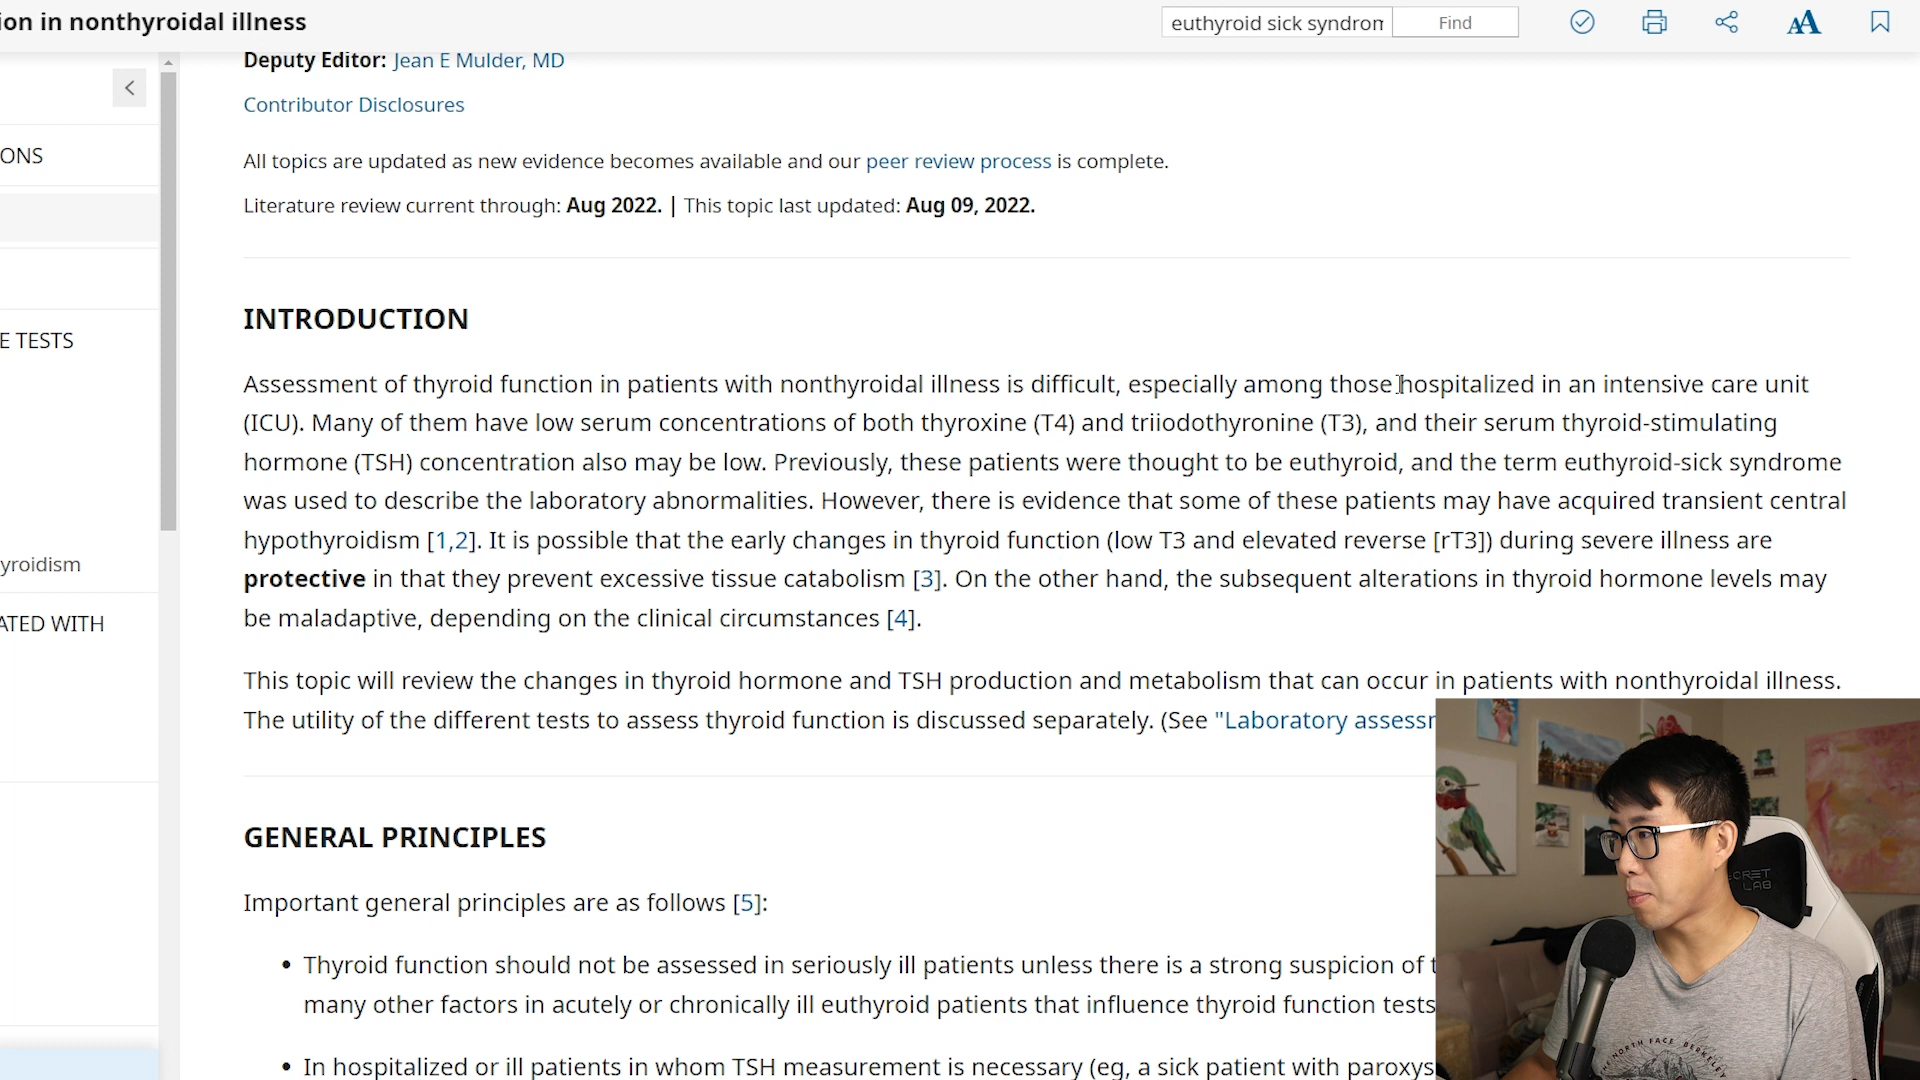 ion in nonthyroidal illness
euthyroid sick syndrom
Find
Deputy Editor: Jean E Mulder, MD
Contributor Disclosures
All topics are updated as new evidence becomes available and our peer review process is complete.
Literature review current through: Aug 2022. | This topic last updated: Aug 09, 2022.
ONS
E TESTS
yroidism
ATED WITH
INTRODUCTION
Assessment of thyroid function in patients with nonthyroidal illness is difficult, especially among those hospitalized in an intensive care unit
(ICU). Many of them have low serum concentrations of both thyroxine (T4) and triiodothyronine (T3), and their serum thyroid-stimulating
hormone (TSH) concentration also may be low. Previously, these patients were thought to be euthyroid, and the term euthyroid-sick syndrome
was used to describe the laboratory abnormalities. However, there is evidence that some of these patients may have acquired transient central
hypothyroidism [1,2]. It is possible that the early changes in thyroid function (low T3 and elevated reverse [rT3]) during severe illness are
protective in that they prevent excessive tissue catabolism [3]. On the other hand, the subsequent alterations in thyroid hormone levels may
be maladaptive, depending on the clinical circumstances [4].
This topic will review the changes in thyroid hormone and TSH production and metabolism that can occur in patients with nonthyroidal illness.
The utility of the different tests to assess thyroid function is discussed separately. (See "Laboratory assessr
GENERAL PRINCIPLES
Important general principles are as follows [5]:
• Thyroid function should not be assessed in seriously ill patients unless there is a strong suspicion of t
many other factors in acutely or chronically ill euthyroid patients that influence thyroid function tests
• In hospitalized or ill patients in whom TSH measurement is necessary (eg, a sick patient with paroxys
AA
CRET
LAB
THE NORTH FACE BERKELEY